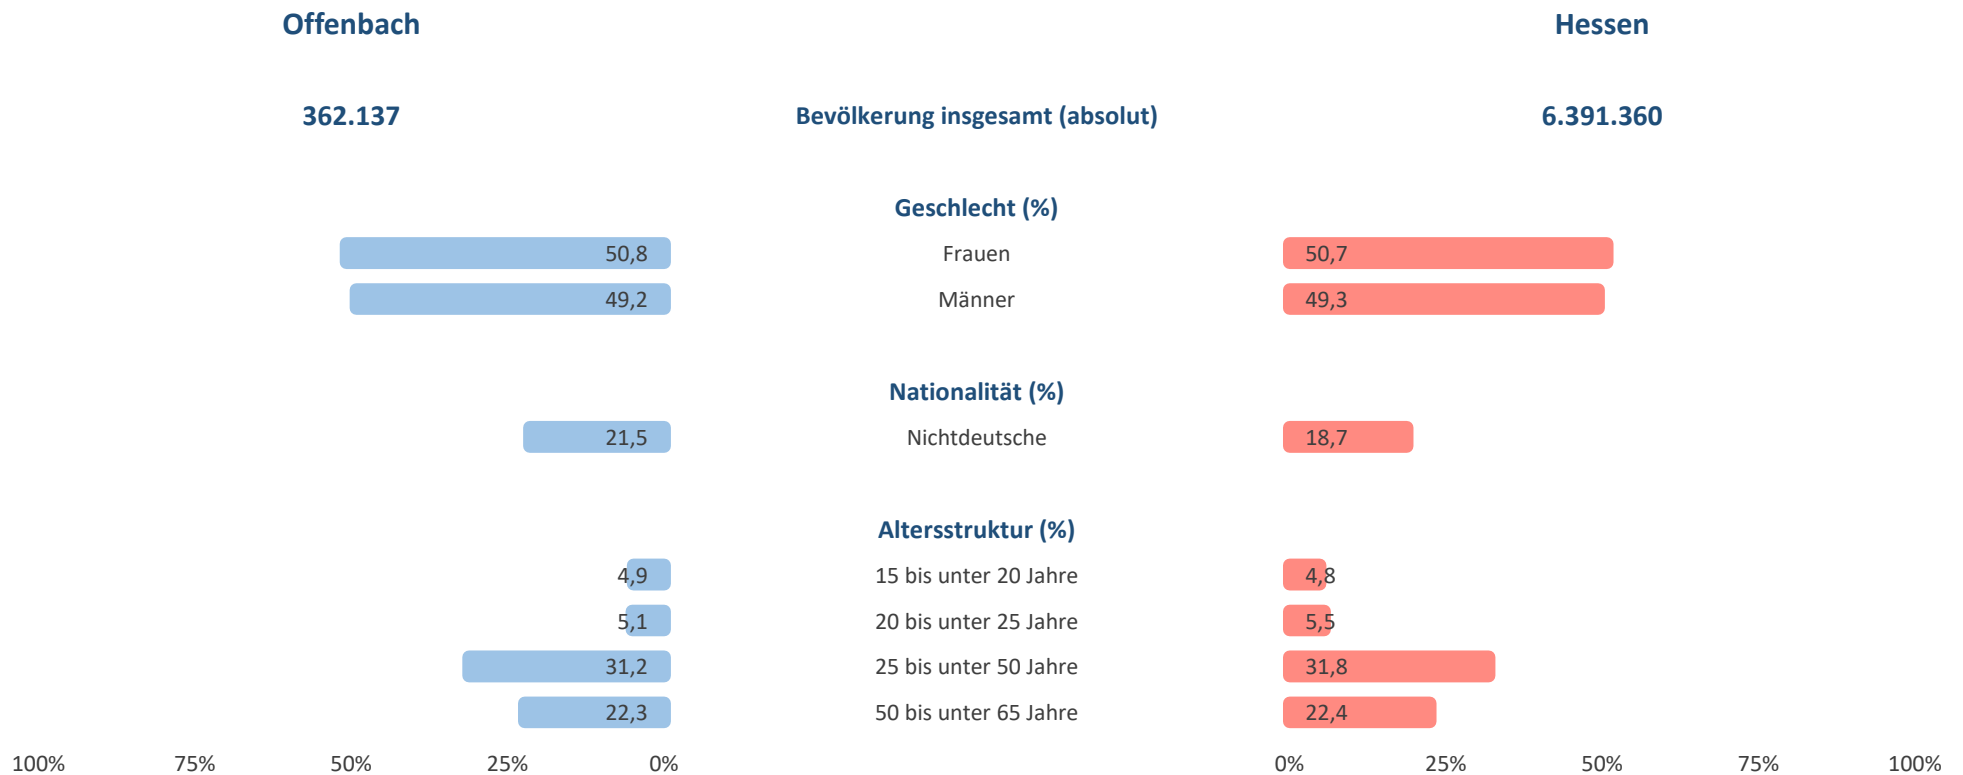 Offenbach Hessen
362.137 Bevölkerung insgesamt (absolut) 6.391.360
Geschlecht (%)
50,8 Frauen 50,7
49,2 Männer 49,3
Nationalität (%)
21,5 Nichtdeutsche 18,7
Altersstruktur (%)
4,9 15 bis unter 20 Jahre 4,8
5,1 20 bis unter 25 Jahre 5,5
31,2 25 bis unter 50 Jahre 31,8
22,3 50 bis unter 65 Jahre 22,4
100% 75% 50% 25% 0% 0% 25% 50% 75% 100%